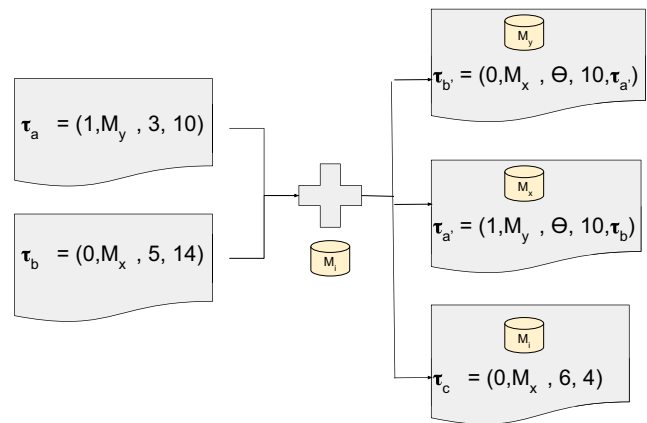 τa = (1,My , 3, 10)
τb = (0,Mx , 5, 14)
Mi
My
τb' = (0,Mx , Ө, 10,τa')
Mx
τa' = (1,My , Ө, 10,τb)
Mi
τc = (0,Mx , 6, 4)